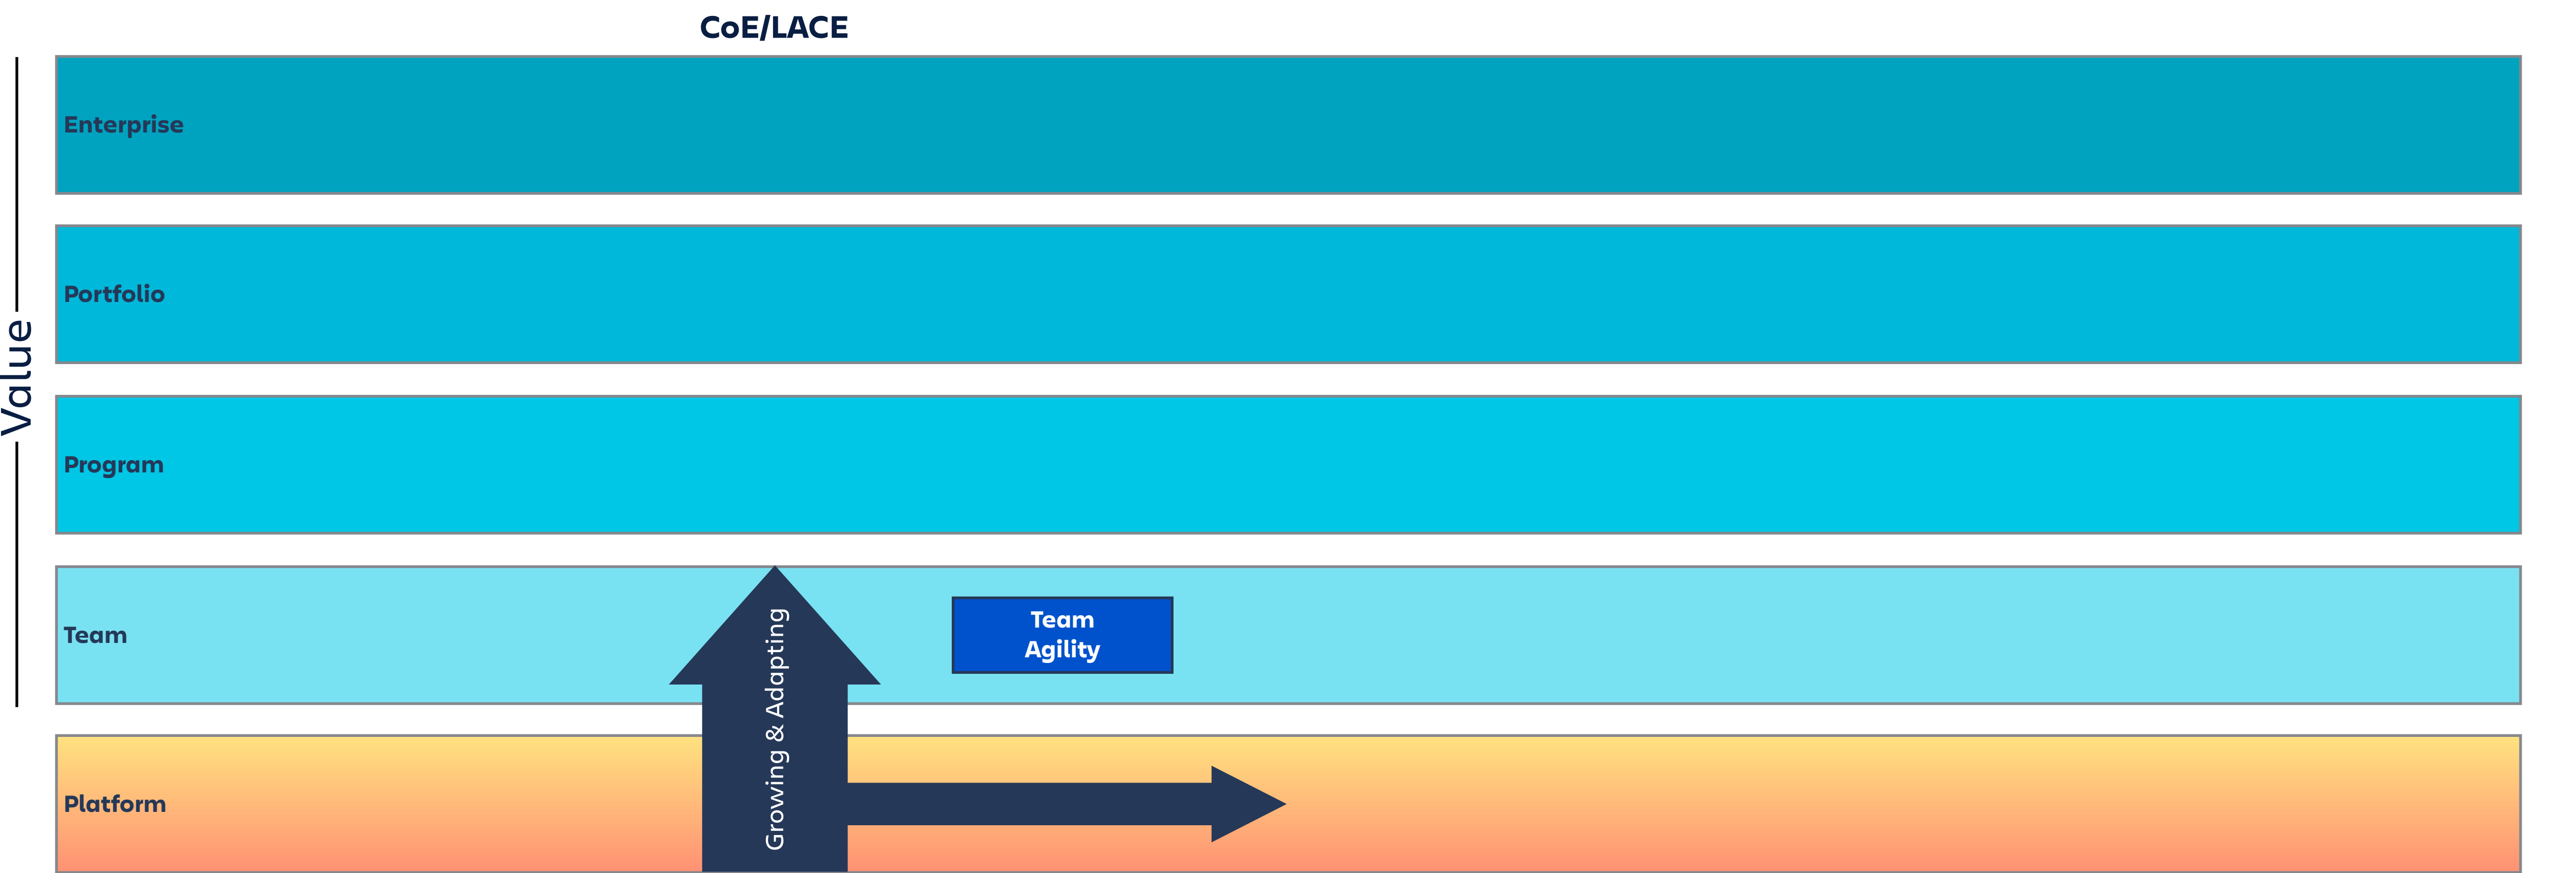 CoE/LACE
Value
Enterprise
Portfolio
Program
Team
Growing & Adapting
Team
Agility
Platform